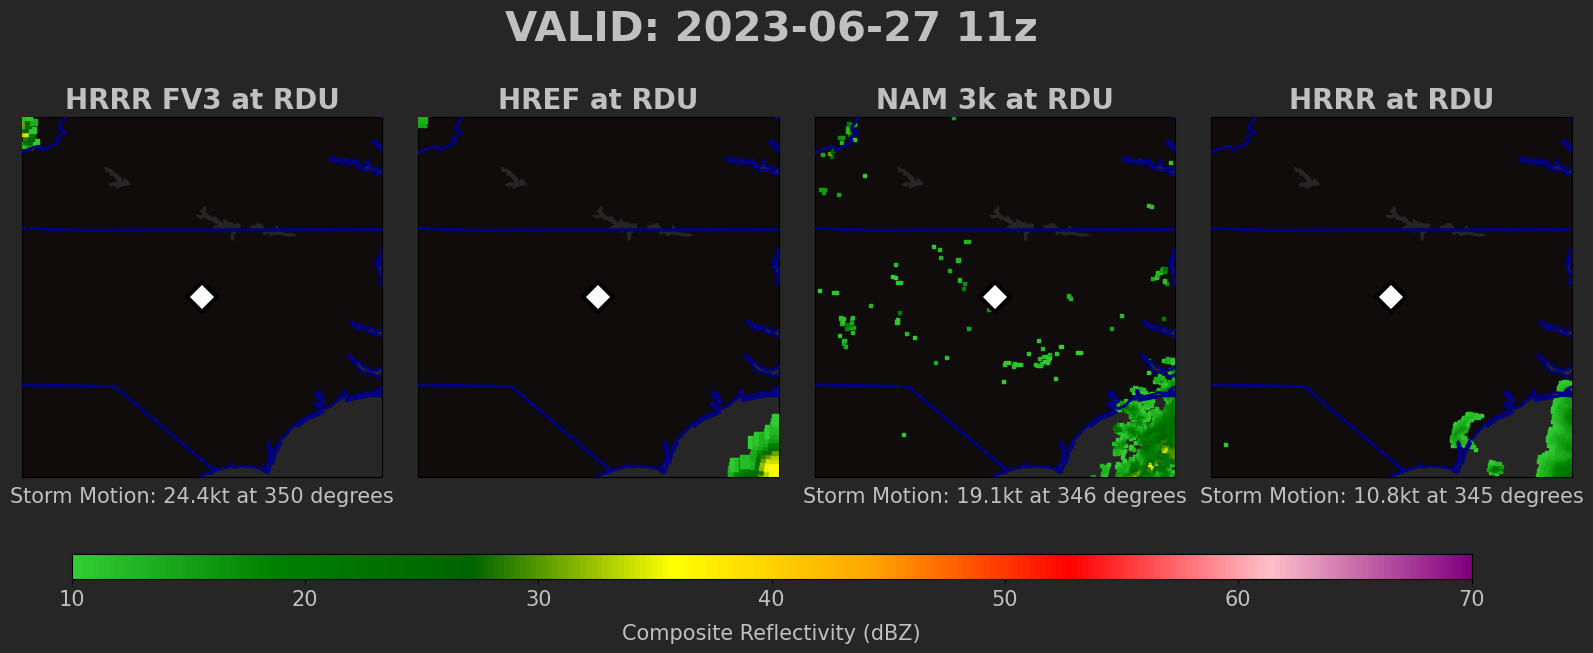 VALID: 2023-06-27 11z
HRRR FV3 at RDU
HREF at RDU
NAM 3k at RDU
HRRR at RDU
Storm Motion: 24.4kt at 350 degrees
Storm Motion: 19.1kt at 346 degrees
Storm Motion: 10.8kt at 345 degrees
10 20 30 40 50 60 70
Composite Reflectivity (dBZ)